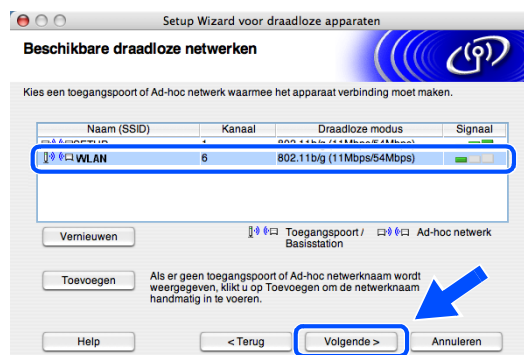 Setup Wizard voor draadloze apparaten
Beschikbare draadloze netwerken
Kies een toegangspoort of Ad-hoc netwerk waarmee het apparaat verbinding moet maken.
Naam (SSID) Kanaal Draadloze modus Signaal
SETUP 1 802.11b/g (11Mbps/54Mbps)
WLAN 6 802.11b/g (11Mbps/54Mbps)
Vernieuwen
Toegangspoort / Basisstation
Ad-hoc netwerk
Toevoegen
Als er geen toegangspoort of Ad-hoc netwerknaam wordt
weergegeven, klikt u op Toevoegen om de netwerknaam
handmatig in te voeren.
Help < Terug Volgende > Annuleren